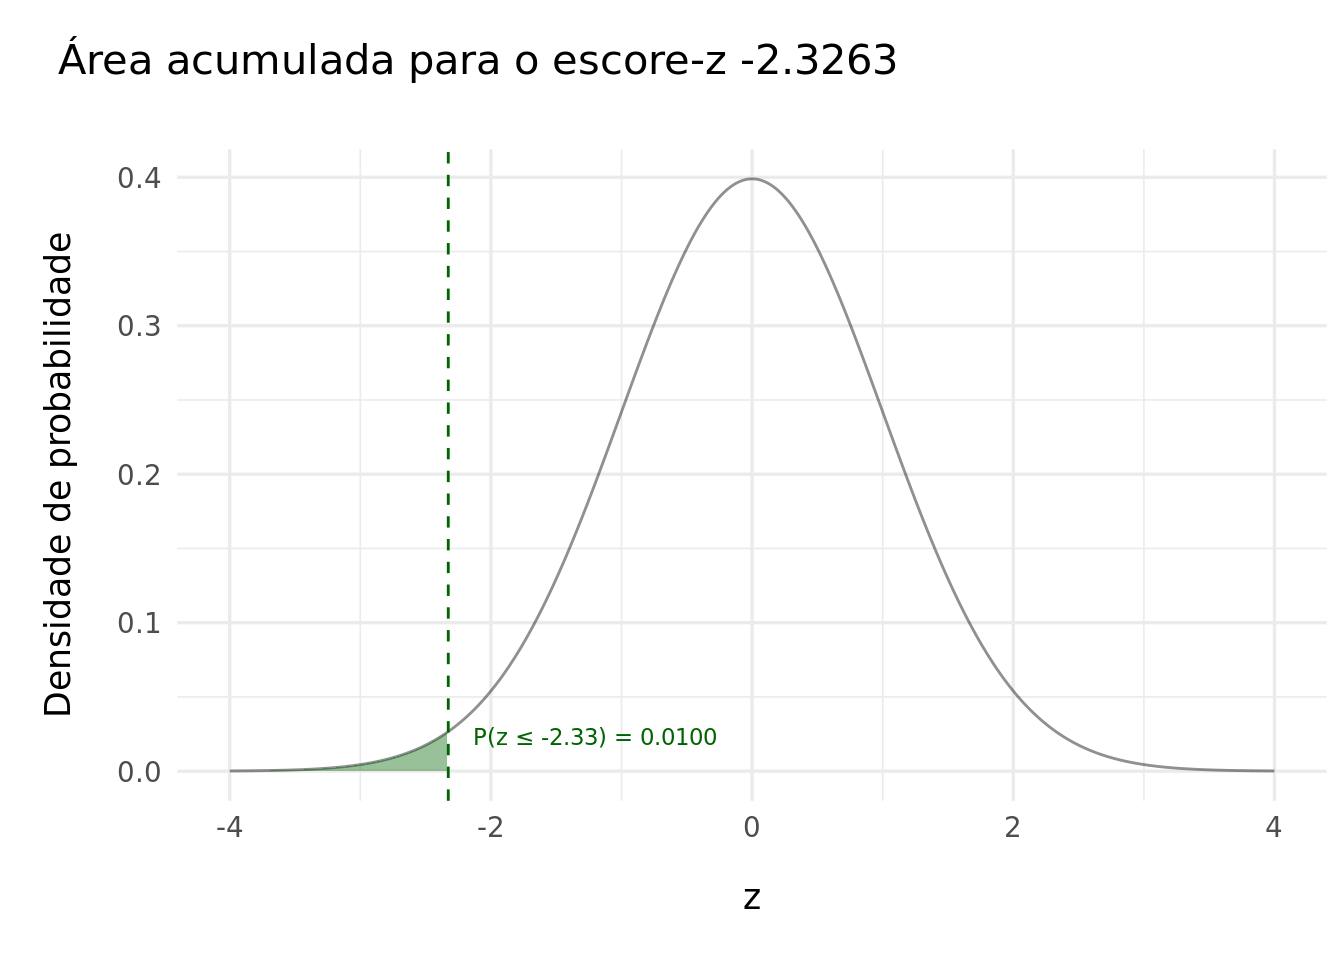 Área acumulada para o escore-z -2.3263
Densidade de probabilidade
0.4
0.3
0.2
0.1
0.0
P(z ≤ -2.33) = 0.0100
-4
-2
0
2
4
z